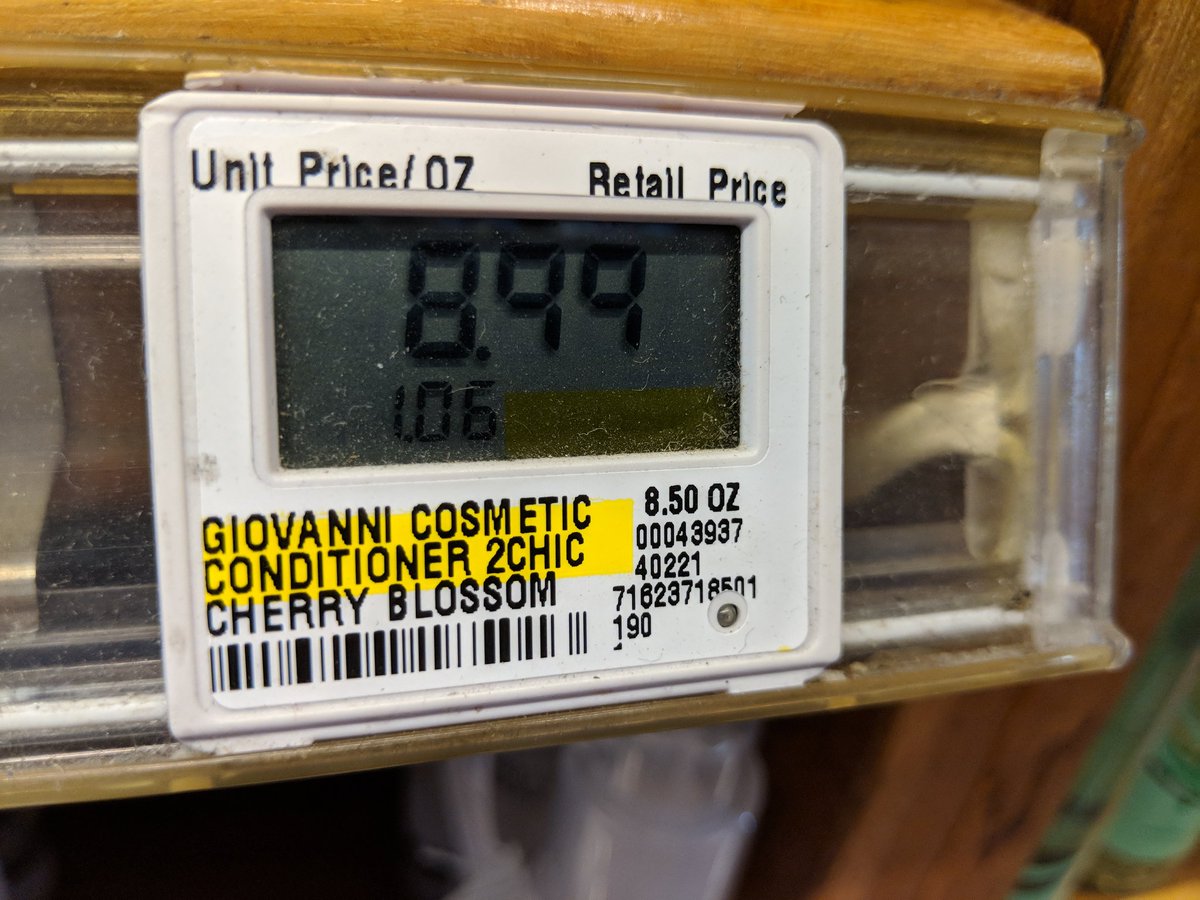 Unit Price/OZ Retail Price
8.99
1.06
GIOVANNI COSMETIC
CONDITIONER 2CHIC
CHERRY BLOSSOM
8.50 OZ
00043937
40221
71623718501
190